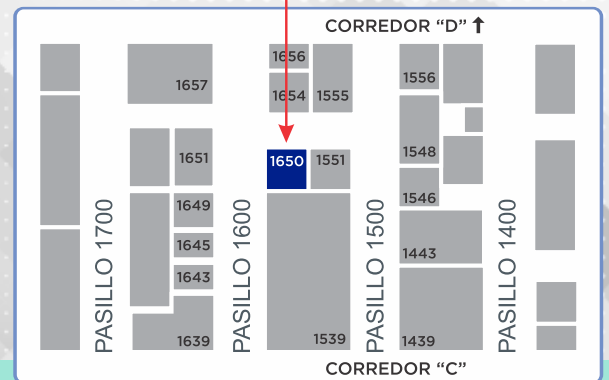 CORREDOR “D”
1656
1657
1654
1555
1556
1651
1650
1551
1548
1649
1546
1645
1443
1643
1639
1539
1439
PASILLO 1700
PASILLO 1600
PASILLO 1500
PASILLO 1400
CORREDOR “C”